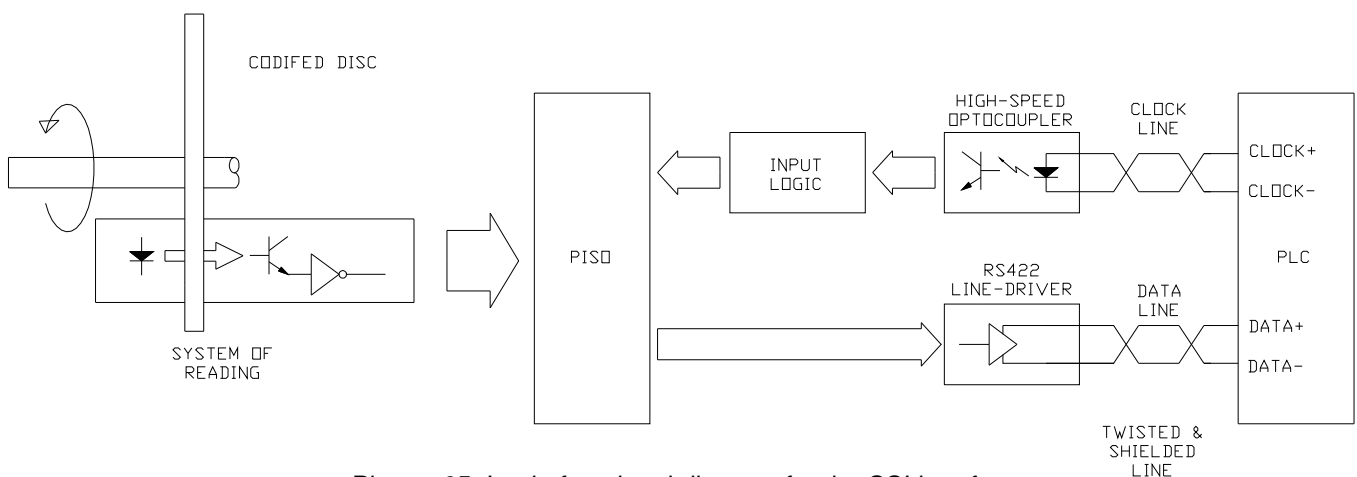 CODIFED DISC
HIGH-SPEED
OPTOCOUPLER
CLOCK
LINE
INPUT
LOGIC
CLOCK+
CLOCK-
PISO
PLC
RS422
LINE-DRIVER
DATA
LINE
DATA+
DATA-
SYSTEM OF
READING
TWISTED &
SHIELDED
LINE